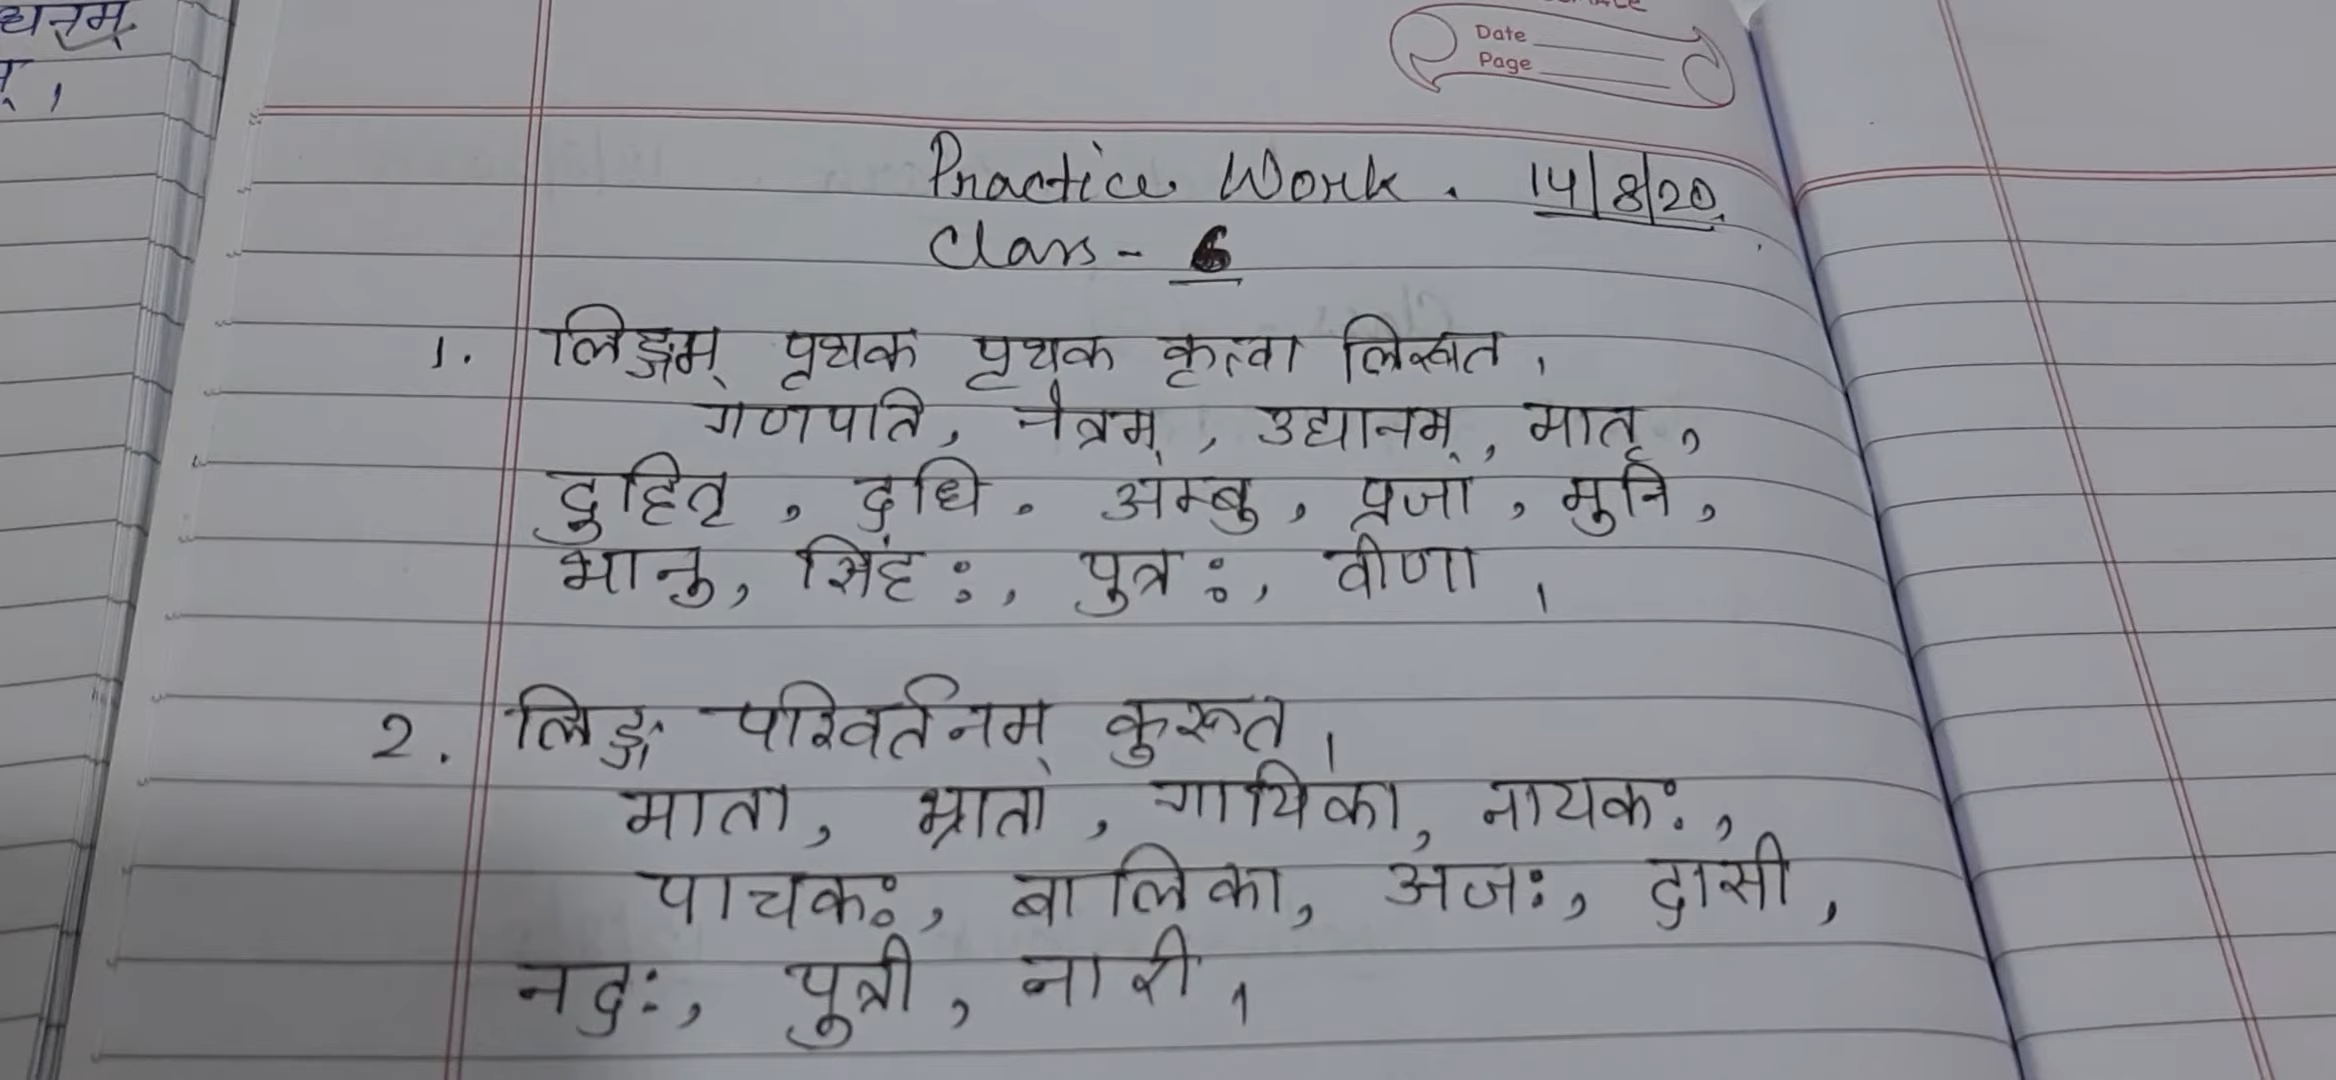 धनम्
Date
Page
Practice Work. 14/8/20
Class - 6
1. लिङ्गम् पृथक पृथक कृत्वा लिखत ।
गणपति, नेत्रम्, उद्यानम्, मातृ,
दुहितृ, दधि, अम्बु, प्रजा, मुनि,
भानु, सिंह:, पुत्र:, वीणा ।
2. लिङ्ग परिवर्तनम् कुरूत ।
माता, भ्राता, गायिका, नायक:,
पाचक:, बालिका, अज:, दासी,
नद:, पुत्री, नारी ।